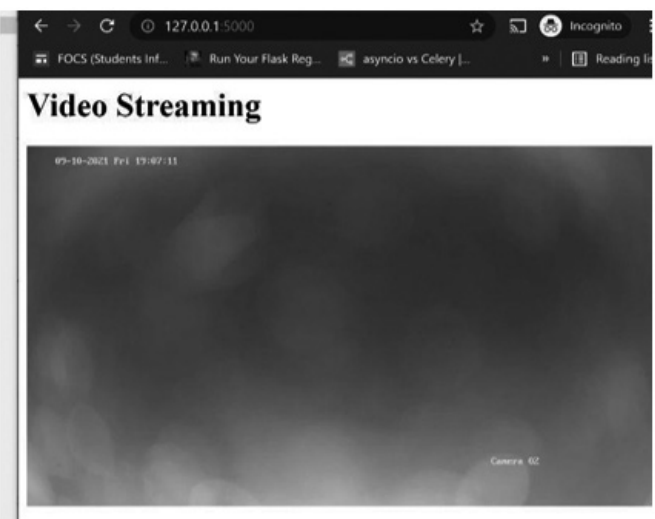 127.0.0.1:5000 Incognito
FOCS (Students Inf... Run Your Flask Reg... asyncio vs Celery |... » Reading lis
Video Streaming
09-10-2021 Fri 19:07:11
Camera 02